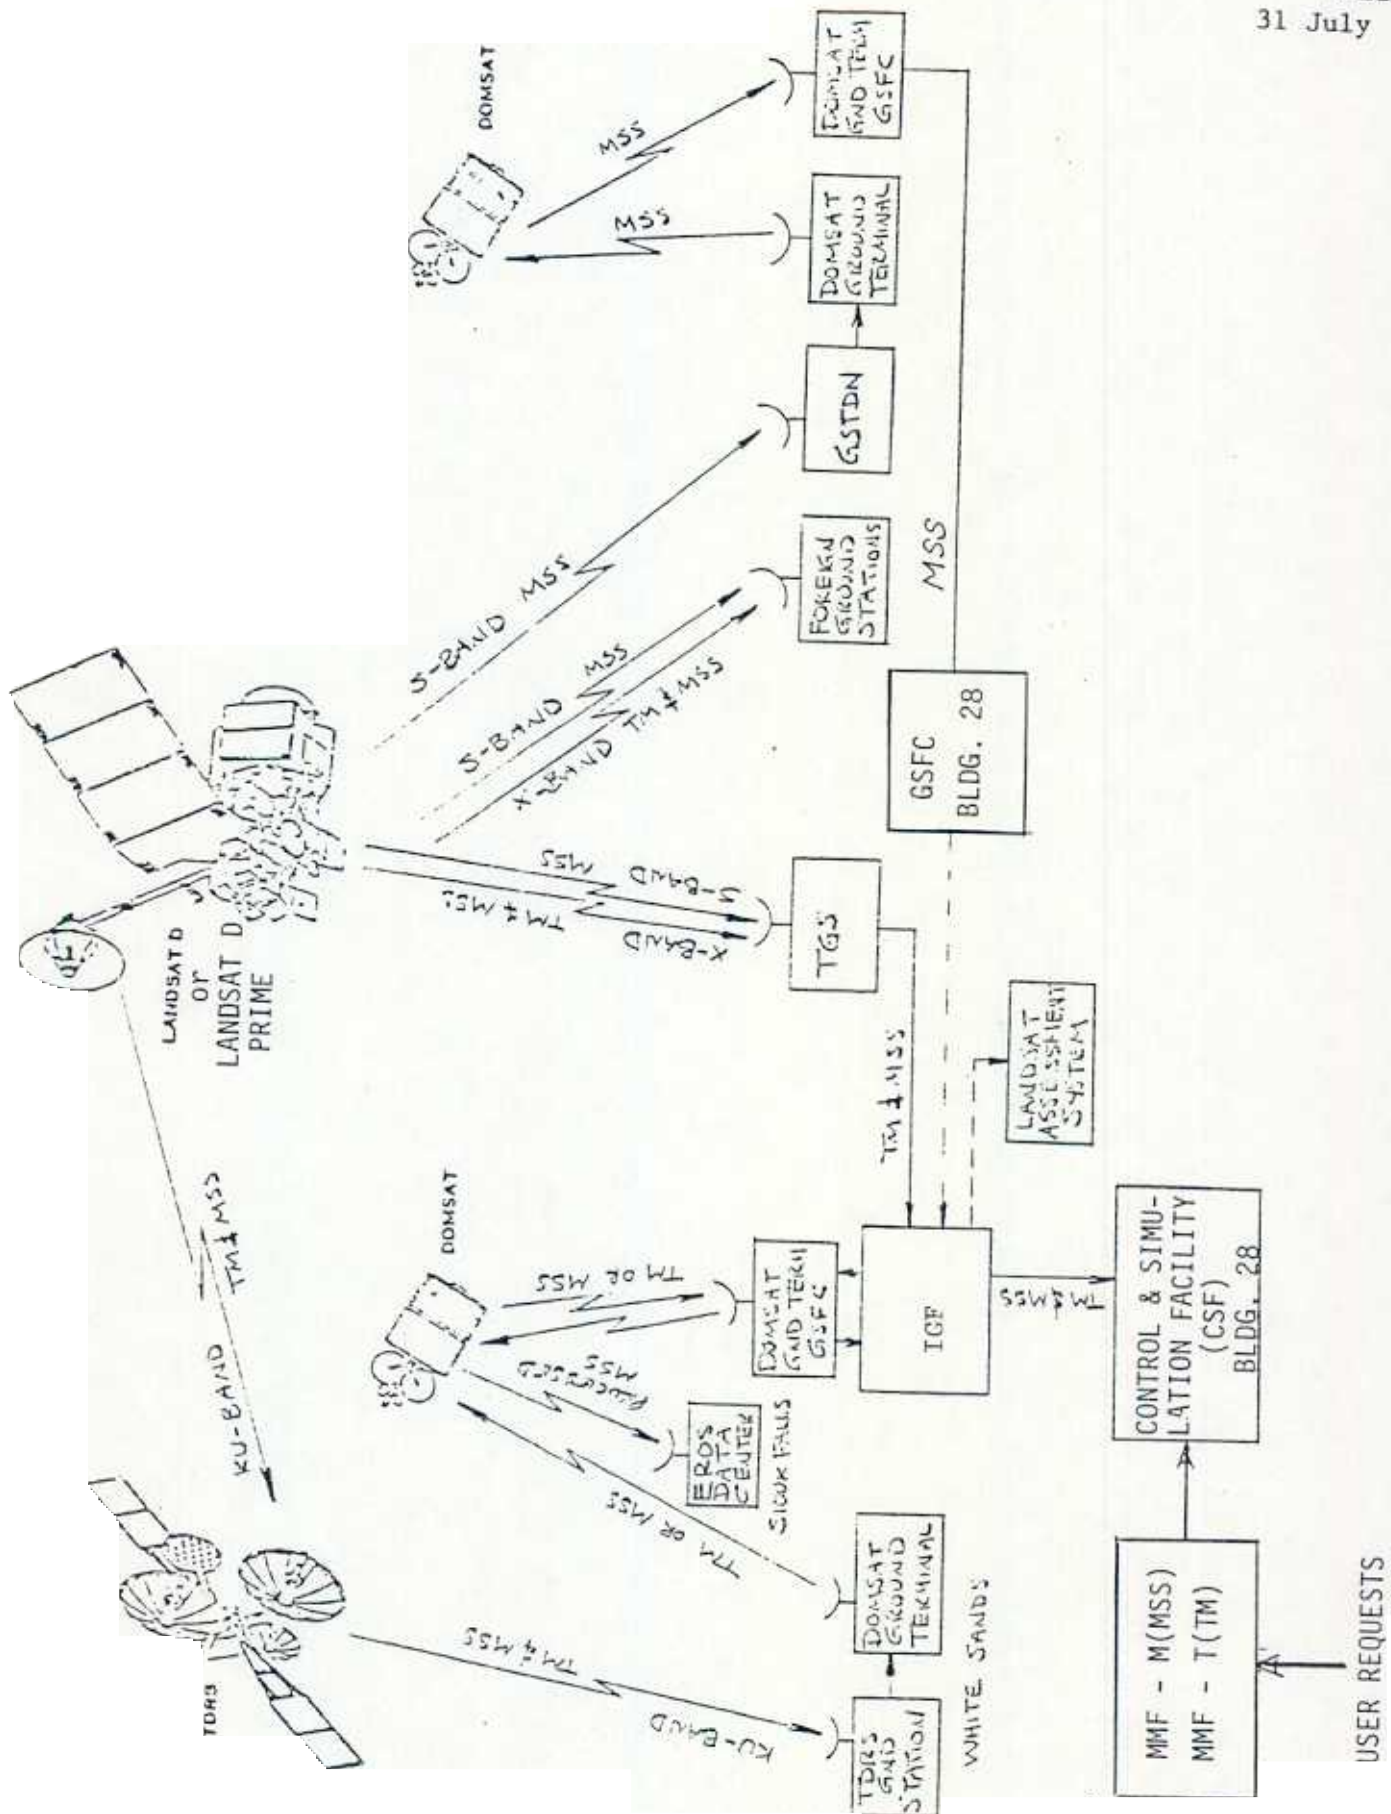 31 July
TDRS
KU-BAND
TM & MSS
LANDSAT D
or
LANDSAT D
PRIME
DOMSAT
DOMSAT
KU-BAND
TM & MSS
TM OR MSS
PROCESSED
MSS
TM OR MSS
X-BAND
TM & MSS
MSS
X-BAND TM & MSS
S-BAND MSS
S-BAND MSS
MSS
MSS
TDRS
GND
STATION
DOMSAT
GROUND
TERMINAL
WHITE SANDS
EROS
DATA
CENTER
SIOUX FALLS
DOMSAT
GND TERM
GSFC
TGS
FOREIGN
GROUND
STATIONS
GSTDN
DOMSAT
GROUND
TERMINAL
DOMSAT
GND TERM
GSFC
IGF
TM & MSS
GSFC
BLDG. 28
MSS
LANDSAT
ASSESSMENT
SYSTEM
TM & MSS
MMF - M(MSS)
MMF - T(TM)
CONTROL & SIMU-
LATION FACILITY
(CSF)
BLDG. 28
USER REQUESTS